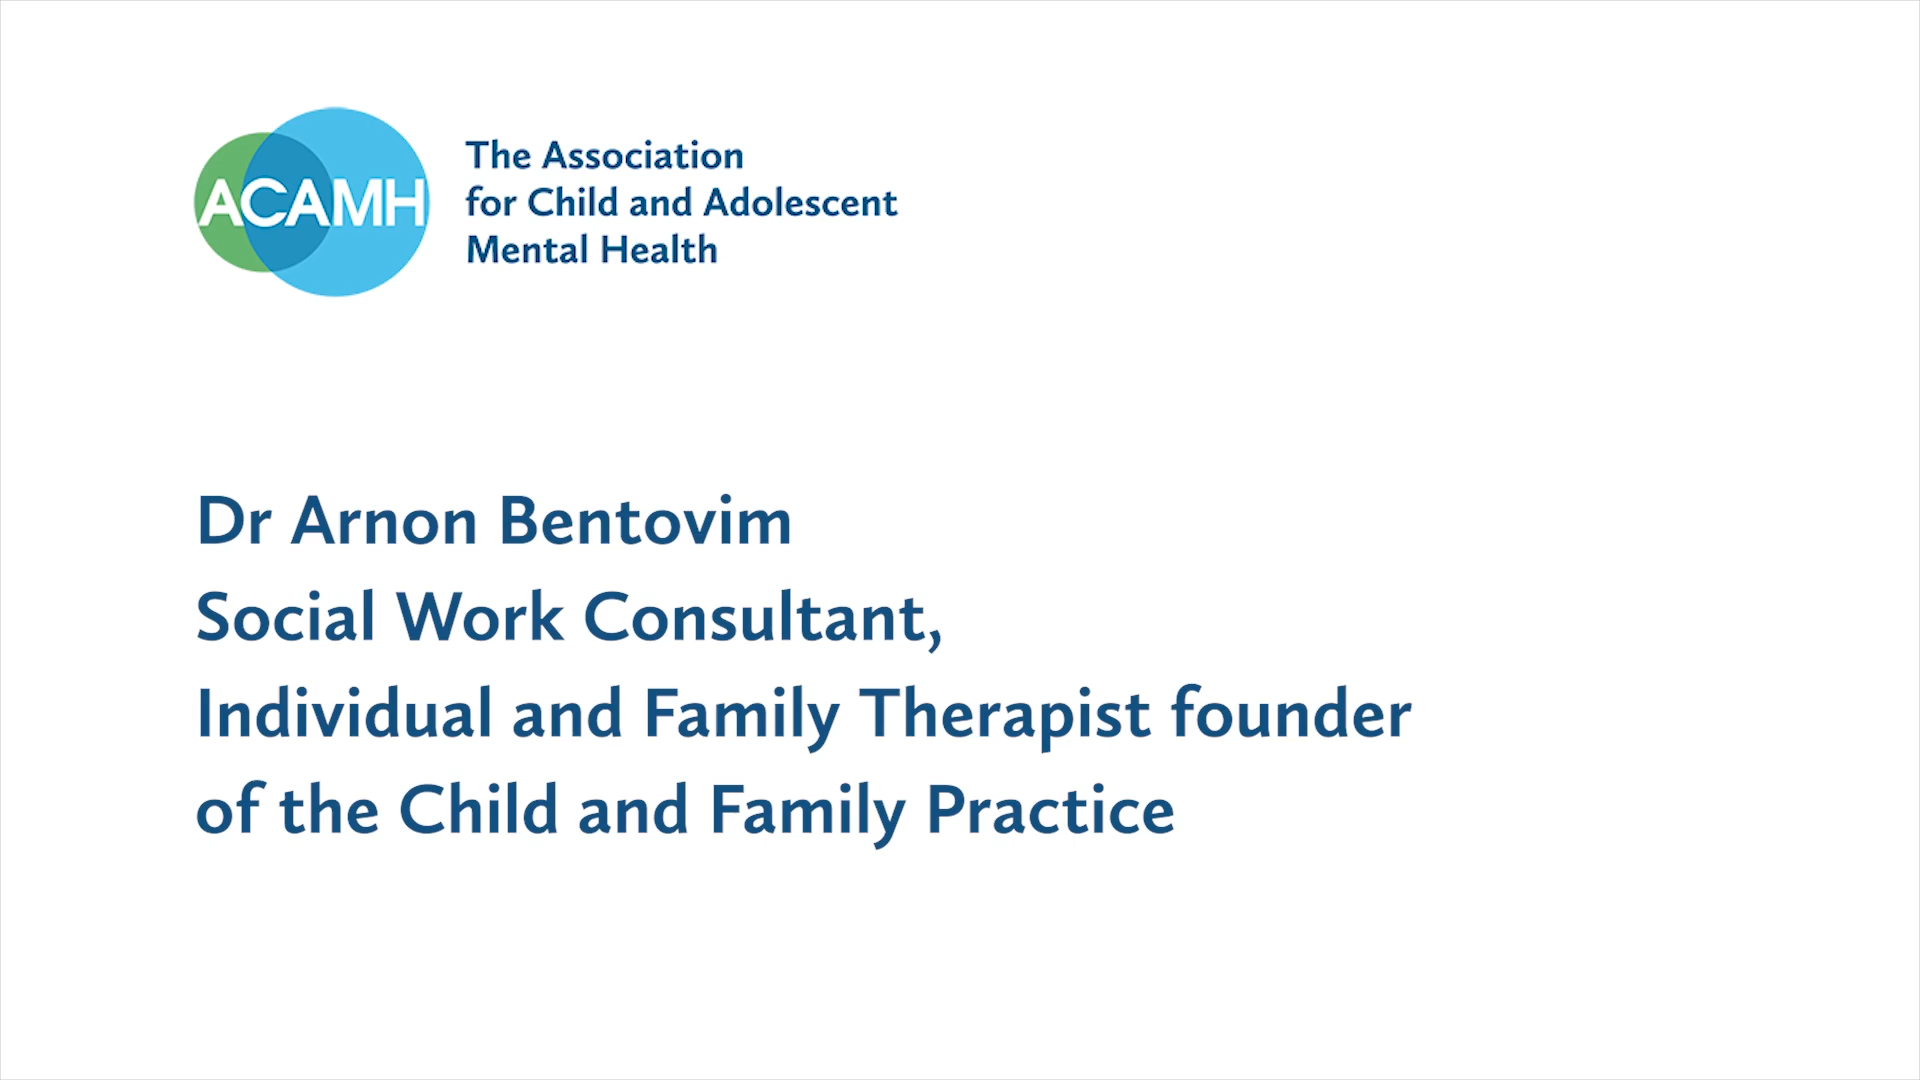 ACAMH
The Association
for Child and Adolescent
Mental Health
Dr Arnon Bentovim
Social Work Consultant,
Individual and Family Therapist founder
of the Child and Family Practice